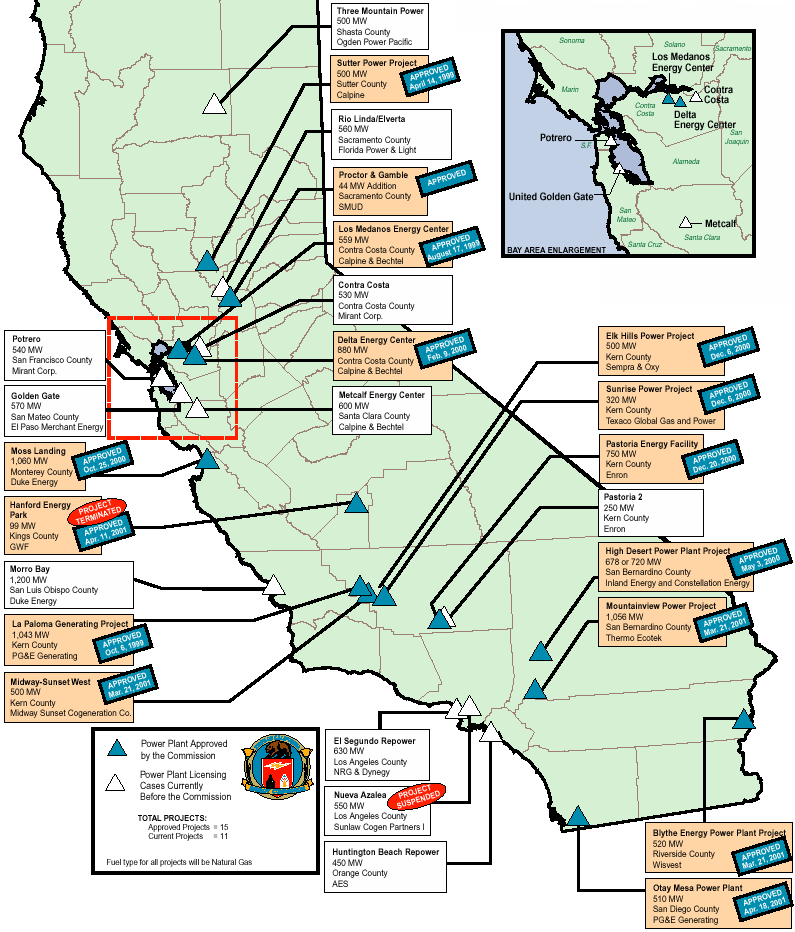 Three Mountain Power
500 MW
Shasta County
Ogden Power Pacific
Sutter Power Project
500 MW
Sutter County
Calpine
APPROVED
April 14, 1999
Rio Linda/Elverta
560 MW
Sacramento County
Florida Power & Light
Proctor & Gamble
44 MW Addition
Sacramento County
SMUD
APPROVED
Los Medanos Energy Center
559 MW
Contra Costa County
Calpine & Bechtel
APPROVED
August 17, 1999
Contra Costa
530 MW
Contra Costa County
Mirant Corp.
Delta Energy Center
880 MW
Contra Costa County
Calpine & Bechtel
APPROVED
Feb. 9, 2000
Metcalf Energy Center
600 MW
Santa Clara County
Calpine & Bechtel
Sonoma
Solano
Sacramento
Los Medanos
Energy Center
Marin
Contra
Costa
Contra
Costa
Delta
Energy Center
Potrero
S.F.
San
Joaquin
Alameda
United Golden Gate
San
Mateo
Metcalf
Santa Clara
Santa Cruz
BAY AREA ENLARGEMENT
Potrero
540 MW
San Francisco County
Mirant Corp.
Golden Gate
570 MW
San Mateo County
El Paso Merchant Energy
Moss Landing
1,060 MW
Monterey County
Duke Energy
APPROVED
Oct. 25, 2000
Hanford Energy
Park
99 MW
Kings County
GWF
PROJECT
TERMINATED
APPROVED
Apr. 11, 2001
Morro Bay
1,200 MW
San Luis Obispo County
Duke Energy
La Paloma Generating Project
1,043 MW
Kern County
PG&E Generating
APPROVED
Oct. 6, 1999
Midway-Sunset West
500 MW
Kern County
Midway Sunset Cogeneration Co.
APPROVED
Mar. 21, 2001
Elk Hills Power Project
500 MW
Kern County
Sempra & Oxy
APPROVED
Dec. 6, 2000
Sunrise Power Project
320 MW
Kern County
Texaco Global Gas and Power
APPROVED
Dec. 6, 2000
Pastoria Energy Facility
750 MW
Kern County
Enron
APPROVED
Dec. 20, 2000
Pastoria 2
250 MW
Kern County
Enron
High Desert Power Plant Project
678 or 720 MW
San Bernardino County
Inland Energy and Constellation Energy
APPROVED
May 3, 2000
Mountainview Power Project
1,056 MW
San Bernardino County
Thermo Ecotek
APPROVED
Mar. 21, 2001
Power Plant Approved
by the Commission
Power Plant Licensing
Cases Currently
Before the Commission
TOTAL PROJECTS:
Approved Projects = 15
Current Projects = 11
Fuel type for all projects will be Natural Gas
El Segundo Repower
630 MW
Los Angeles County
NRG & Dynegy
Nueva Azalea
550 MW
Los Angeles County
Sunlaw Cogen Partners I
PROJECT
SUSPENDED
Huntington Beach Repower
450 MW
Orange County
AES
Blythe Energy Power Plant Project
520 MW
Riverside County
Wisvest
APPROVED
Mar. 21, 2001
Otay Mesa Power Plant
510 MW
San Diego County
PG&E Generating
APPROVED
Apr. 18, 2001